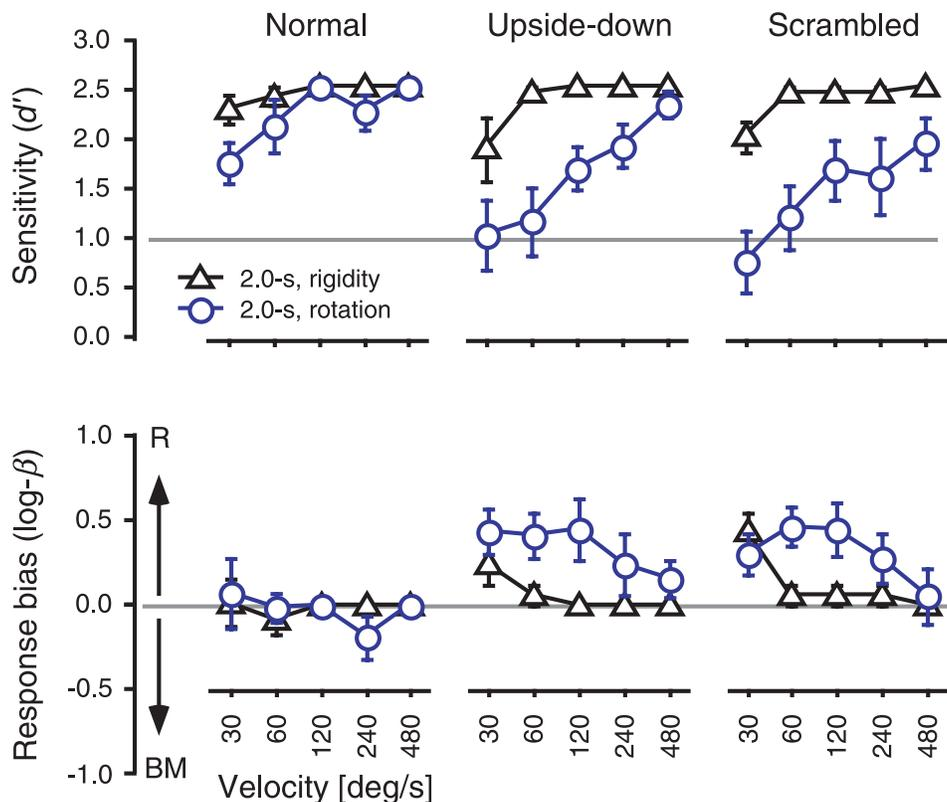 Normal Upside-down Scrambled
Sensitivity (d′)
3.0
2.5
2.0
1.5
1.0
0.5
0.0
2.0-s, rigidity
2.0-s, rotation
Response bias (log-β)
1.0
0.5
0.0
-0.5
-1.0
R
BM
30 60 120 240 480 30 60 120 240 480 30 60 120 240 480
Velocity [deg/s]